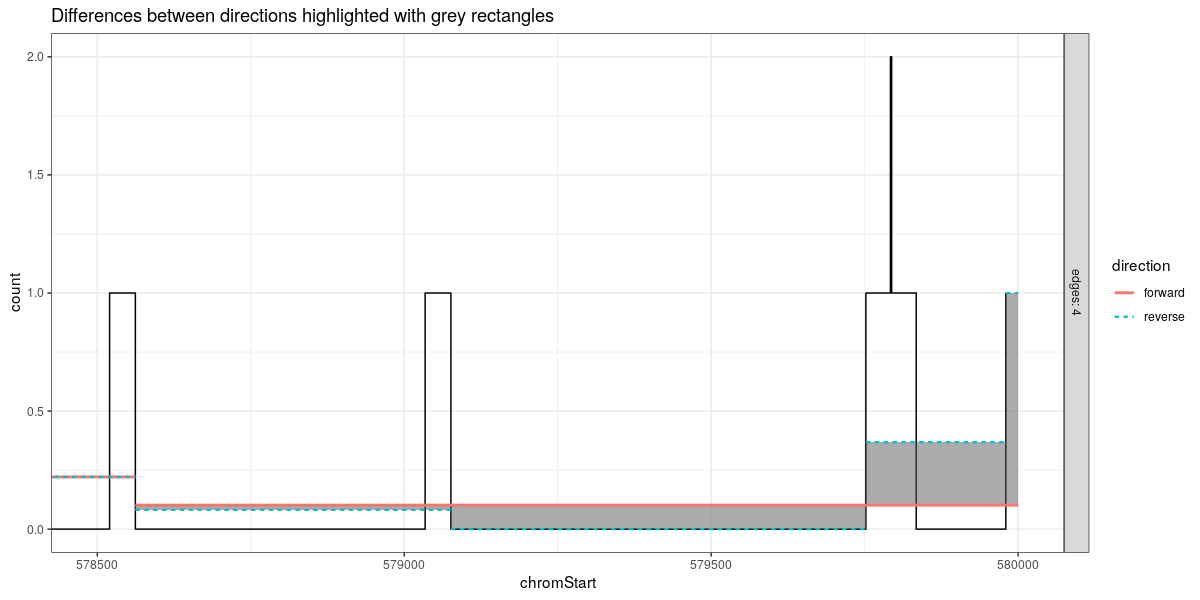 Differences between directions highlighted with grey rectangles
2.0
1.5
1.0
0.5
0.0
count
578500
579000
579500
580000
chromStart
edges: 4
direction
forward
reverse